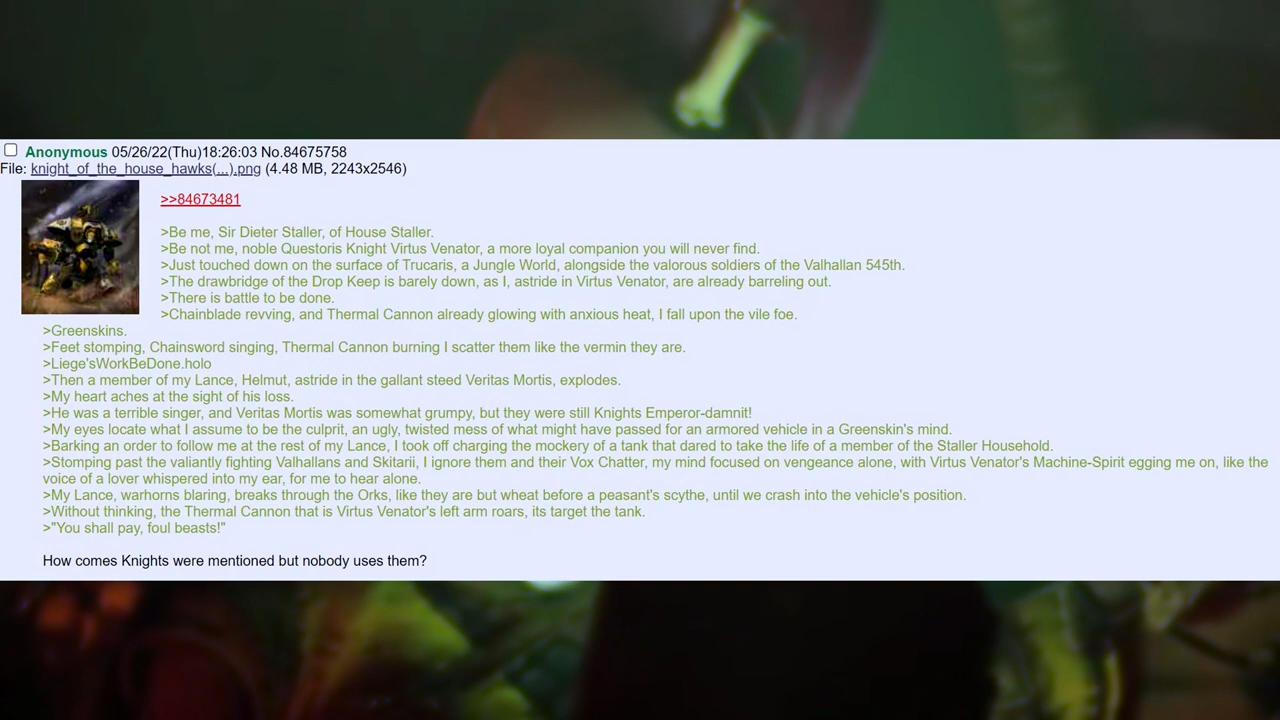 Anonymous 05/26/22(Thu)18:26:03 No.84675758
File: knight_of_the_house_hawks(...).png (4.48 MB, 2243x2546)
>>84673481
>Be me, Sir Dieter Staller, of House Staller.
>Be not me, noble Questoris Knight Virtus Venator, a more loyal companion you will never find.
>Just touched down on the surface of Trucaris, a Jungle World, alongside the valorous soldiers of the Valhallan 545th.
>The drawbridge of the Drop Keep is barely down, as I, astride in Virtus Venator, are already barreling out.
>There is battle to be done.
>Chainblade revving, and Thermal Cannon already glowing with anxious heat, I fall upon the vile foe.
>Greenskins.
>Feet stomping, Chainsword singing, Thermal Cannon burning I scatter them like the vermin they are.
>Liege'sWorkBeDone.holo
>Then a member of my Lance, Helmut, astride in the gallant steed Veritas Mortis, explodes.
>My heart aches at the sight of his loss.
>He was a terrible singer, and Veritas Mortis was somewhat grumpy, but they were still Knights Emperor-damnit!
>My eyes locate what I assume to be the culprit, an ugly, twisted mess of what might have passed for an armored vehicle in a Greenskin's mind.
>Barking an order to follow me at the rest of my Lance, I took off charging the mockery of a tank that dared to take the life of a member of the Staller Household.
>Stomping past the valiantly fighting Valhallans and Skitarii, I ignore them and their Vox Chatter, my mind focused on vengeance alone, with Virtus Venator's Machine-Spirit egging me on, like the
voice of a lover whispered into my ear, for me to hear alone.
>My Lance, warhorns blaring, breaks through the Orks, like they are but wheat before a peasant's scythe, until we crash into the vehicle's position.
>Without thinking, the Thermal Cannon that is Virtus Venator's left arm roars, its target the tank.
>"You shall pay, foul beasts!"
How comes Knights were mentioned but nobody uses them?